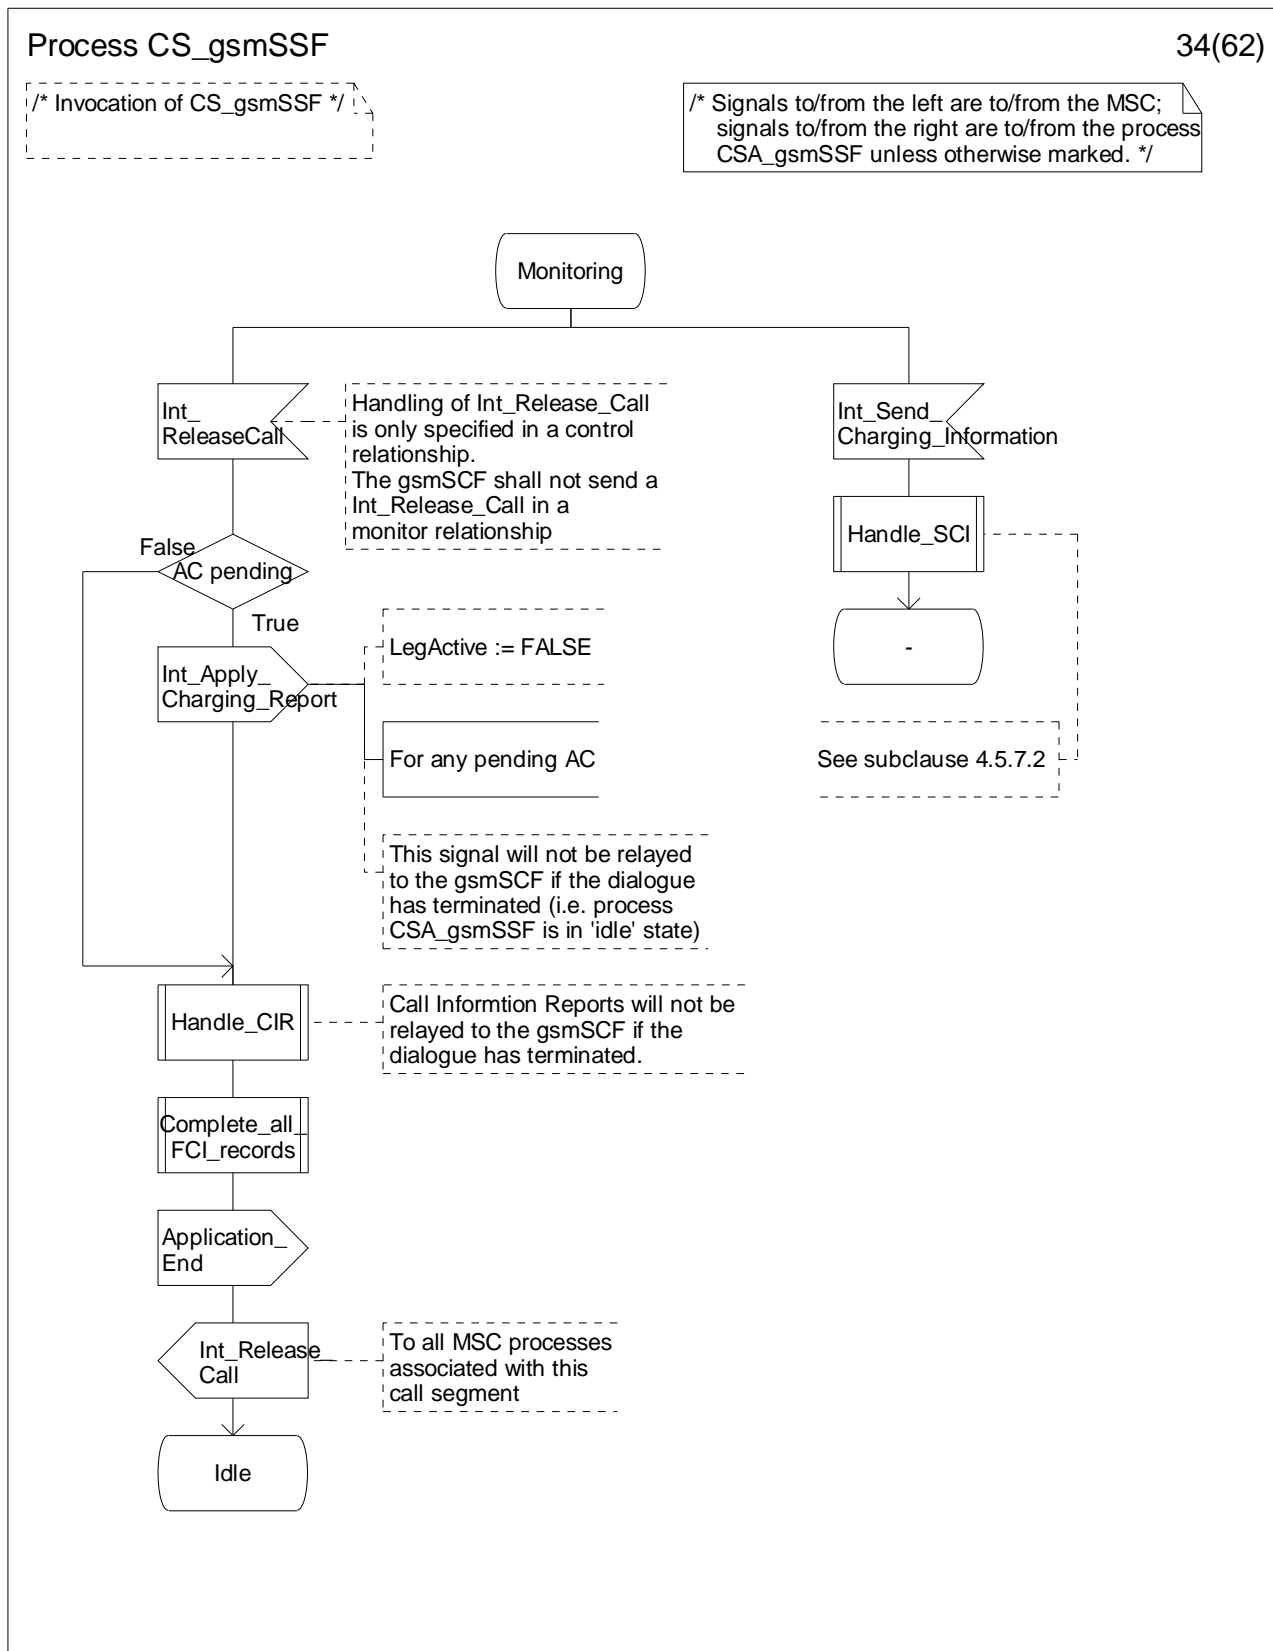 Process CS_gsmSSF
34(62)
/* Invocation of CS_gsmSSF */
/* Signals to/from the left are to/from the MSC;
signals to/from the right are to/from the process
CSA_gsmSSF unless otherwise marked. */
Monitoring
Int_
ReleaseCall
Handling of Int_Release_Call
is only specified in a control
relationship.
The gsmSCF shall not send a
Int_Release_Call in a
monitor relationship
Int_Send_
Charging_Information
Handle_SCI
False
AC pending
True
LegActive := FALSE
-
Int_Apply_
Charging_Report
For any pending AC
See subclause 4.5.7.2
This signal will not be relayed
to the gsmSCF if the dialogue
has terminated (i.e. process
CSA_gsmSSF is in 'idle' state)
Handle_CIR
Call Informtion Reports will not be
relayed to the gsmSCF if the
dialogue has terminated.
Complete_all_
FCI_records
Application_
End
Int_Release_
Call
To all MSC processes
associated with this
call segment
Idle